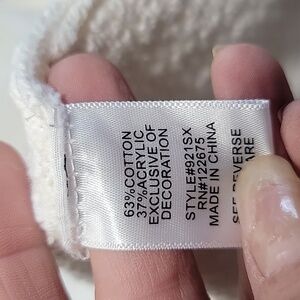 63%COTTON
37%ACRYLIC
EXCLUSIVE OF
DECORATION
STYLE#921SX
RN#122675
MADE IN CHINA
SEE REVERSE